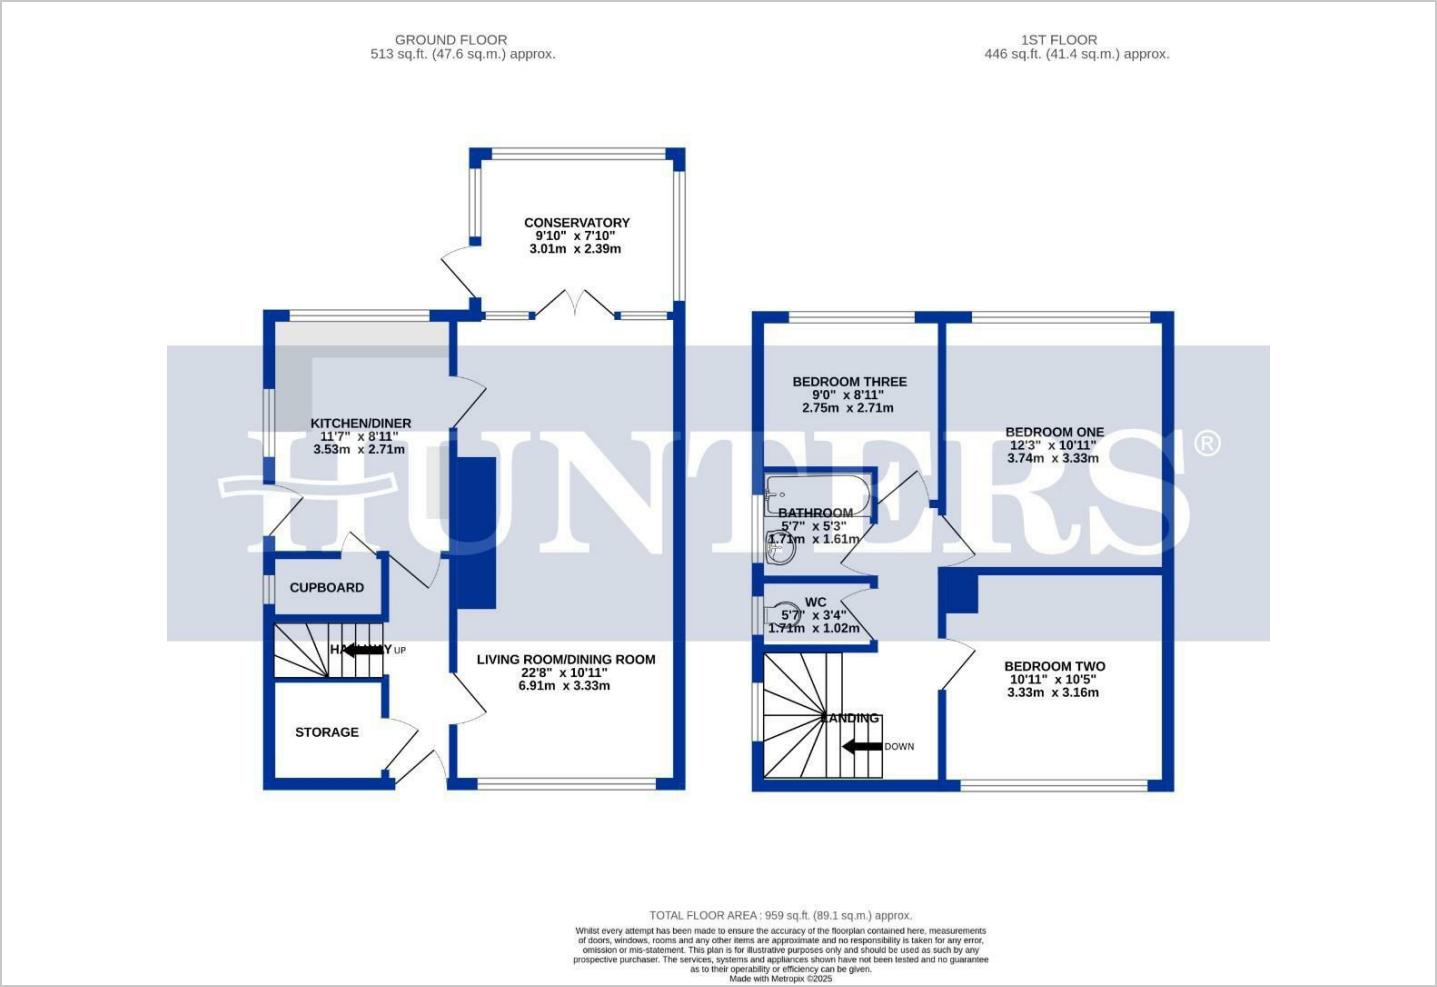 GROUND FLOOR
513 sq.ft. (47.6 sq.m.) approx.
1ST FLOOR
446 sq.ft. (41.4 sq.m.) approx.
CONSERVATORY
9'10" x 7'10"
3.01m x 2.39m
KITCHEN/DINER
11'7" x 8'11"
3.53m x 2.71m
BEDROOM THREE
9'0" x 8'11"
2.75m x 2.71m
BEDROOM ONE
12'3" x 10'11"
3.74m x 3.33m
HUNTERS®
BATHROOM
5'7" x 5'3"
1.71m x 1.61m
CUPBOARD
WC
5'7" x 3'4"
1.71m x 1.02m
HALLWAY
UP
LIVING ROOM/DINING ROOM
22'8" x 10'11"
6.91m x 3.33m
BEDROOM TWO
10'11" x 10'5"
3.33m x 3.16m
STORAGE
LANDING
DOWN
TOTAL FLOOR AREA : 959 sq.ft. (89.1 sq.m.) approx.
Whilst every attempt has been made to ensure the accuracy of the floorplan contained here, measurements
of doors, windows, rooms and any other items are approximate and no responsibility is taken for any error,
omission or mis-statement. This plan is for illustrative purposes only and should be used as such by any
prospective purchaser. The services, systems and appliances shown have not been tested and no guarantee
as to their operability or efficiency can be given.
Made with Metropix ©2025